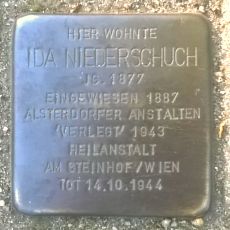 HIER WOHNTE
IDA NIEDERSCHUCH
JG. 1877
EINGEWIESEN 1887
ALSTERDORFER ANSTALTEN
'VERLEGT' 1943
HEILANSTALT
AM STEINHOF / WIEN
TOT 14.10.1944